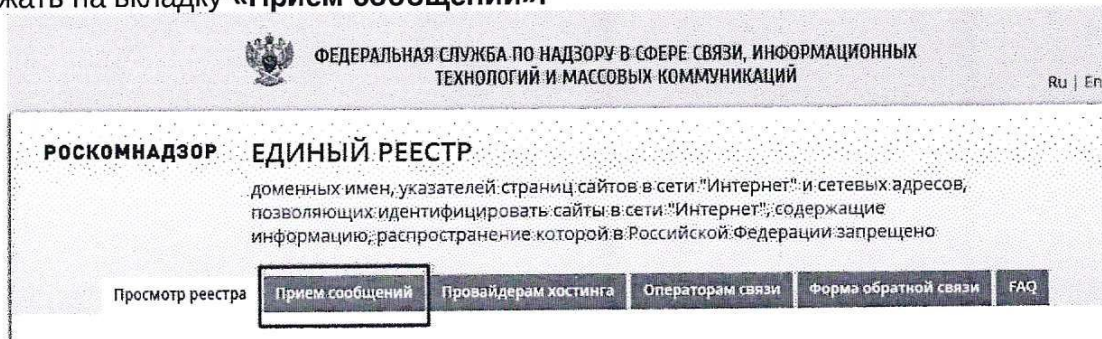 жать на вкладку «Прием сообщений».
ФЕДЕРАЛЬНАЯ СЛУЖБА ПО НАДЗОРУ В СФЕРЕ СВЯЗИ, ИНФОРМАЦИОННЫХ
ТЕХНОЛОГИЙ И МАССОВЫХ КОММУНИКАЦИЙ
Ru | En
РОСКОМНАДЗОР
ЕДИНЫЙ РЕЕСТР
доменных имен, указателей страниц сайтов в сети "Интернет" и сетевых адресов,
позволяющих идентифицировать сайты в сети "Интернет", содержащие
информацию, распространение которой в Российской Федерации запрещено
Просмотр реестра Прием сообщений Провайдерам хостинга Операторам связи Форма обратной связи FAQ